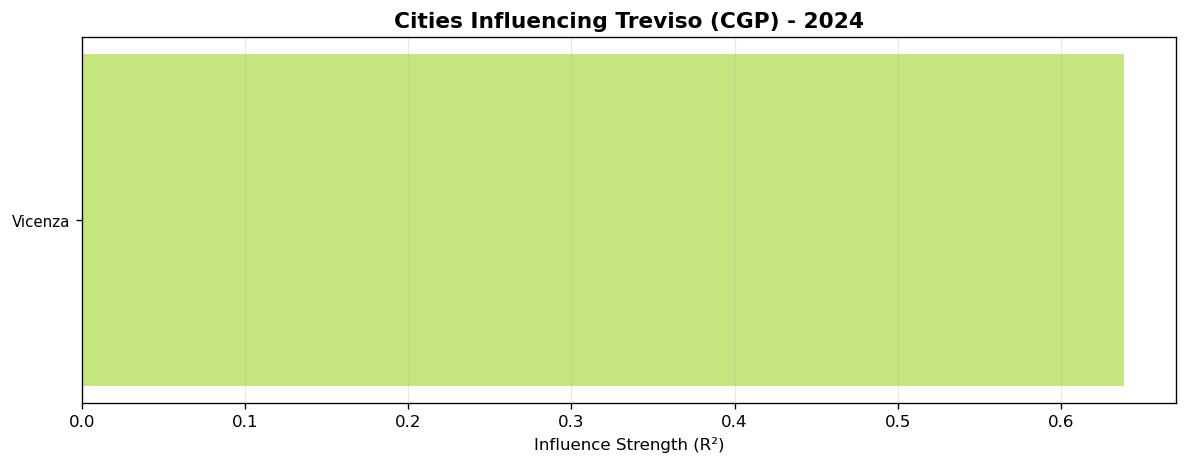 Cities Influencing Treviso (CGP) - 2024
Vicenza
0.0 0.1 0.2 0.3 0.4 0.5 0.6
Influence Strength (R²)